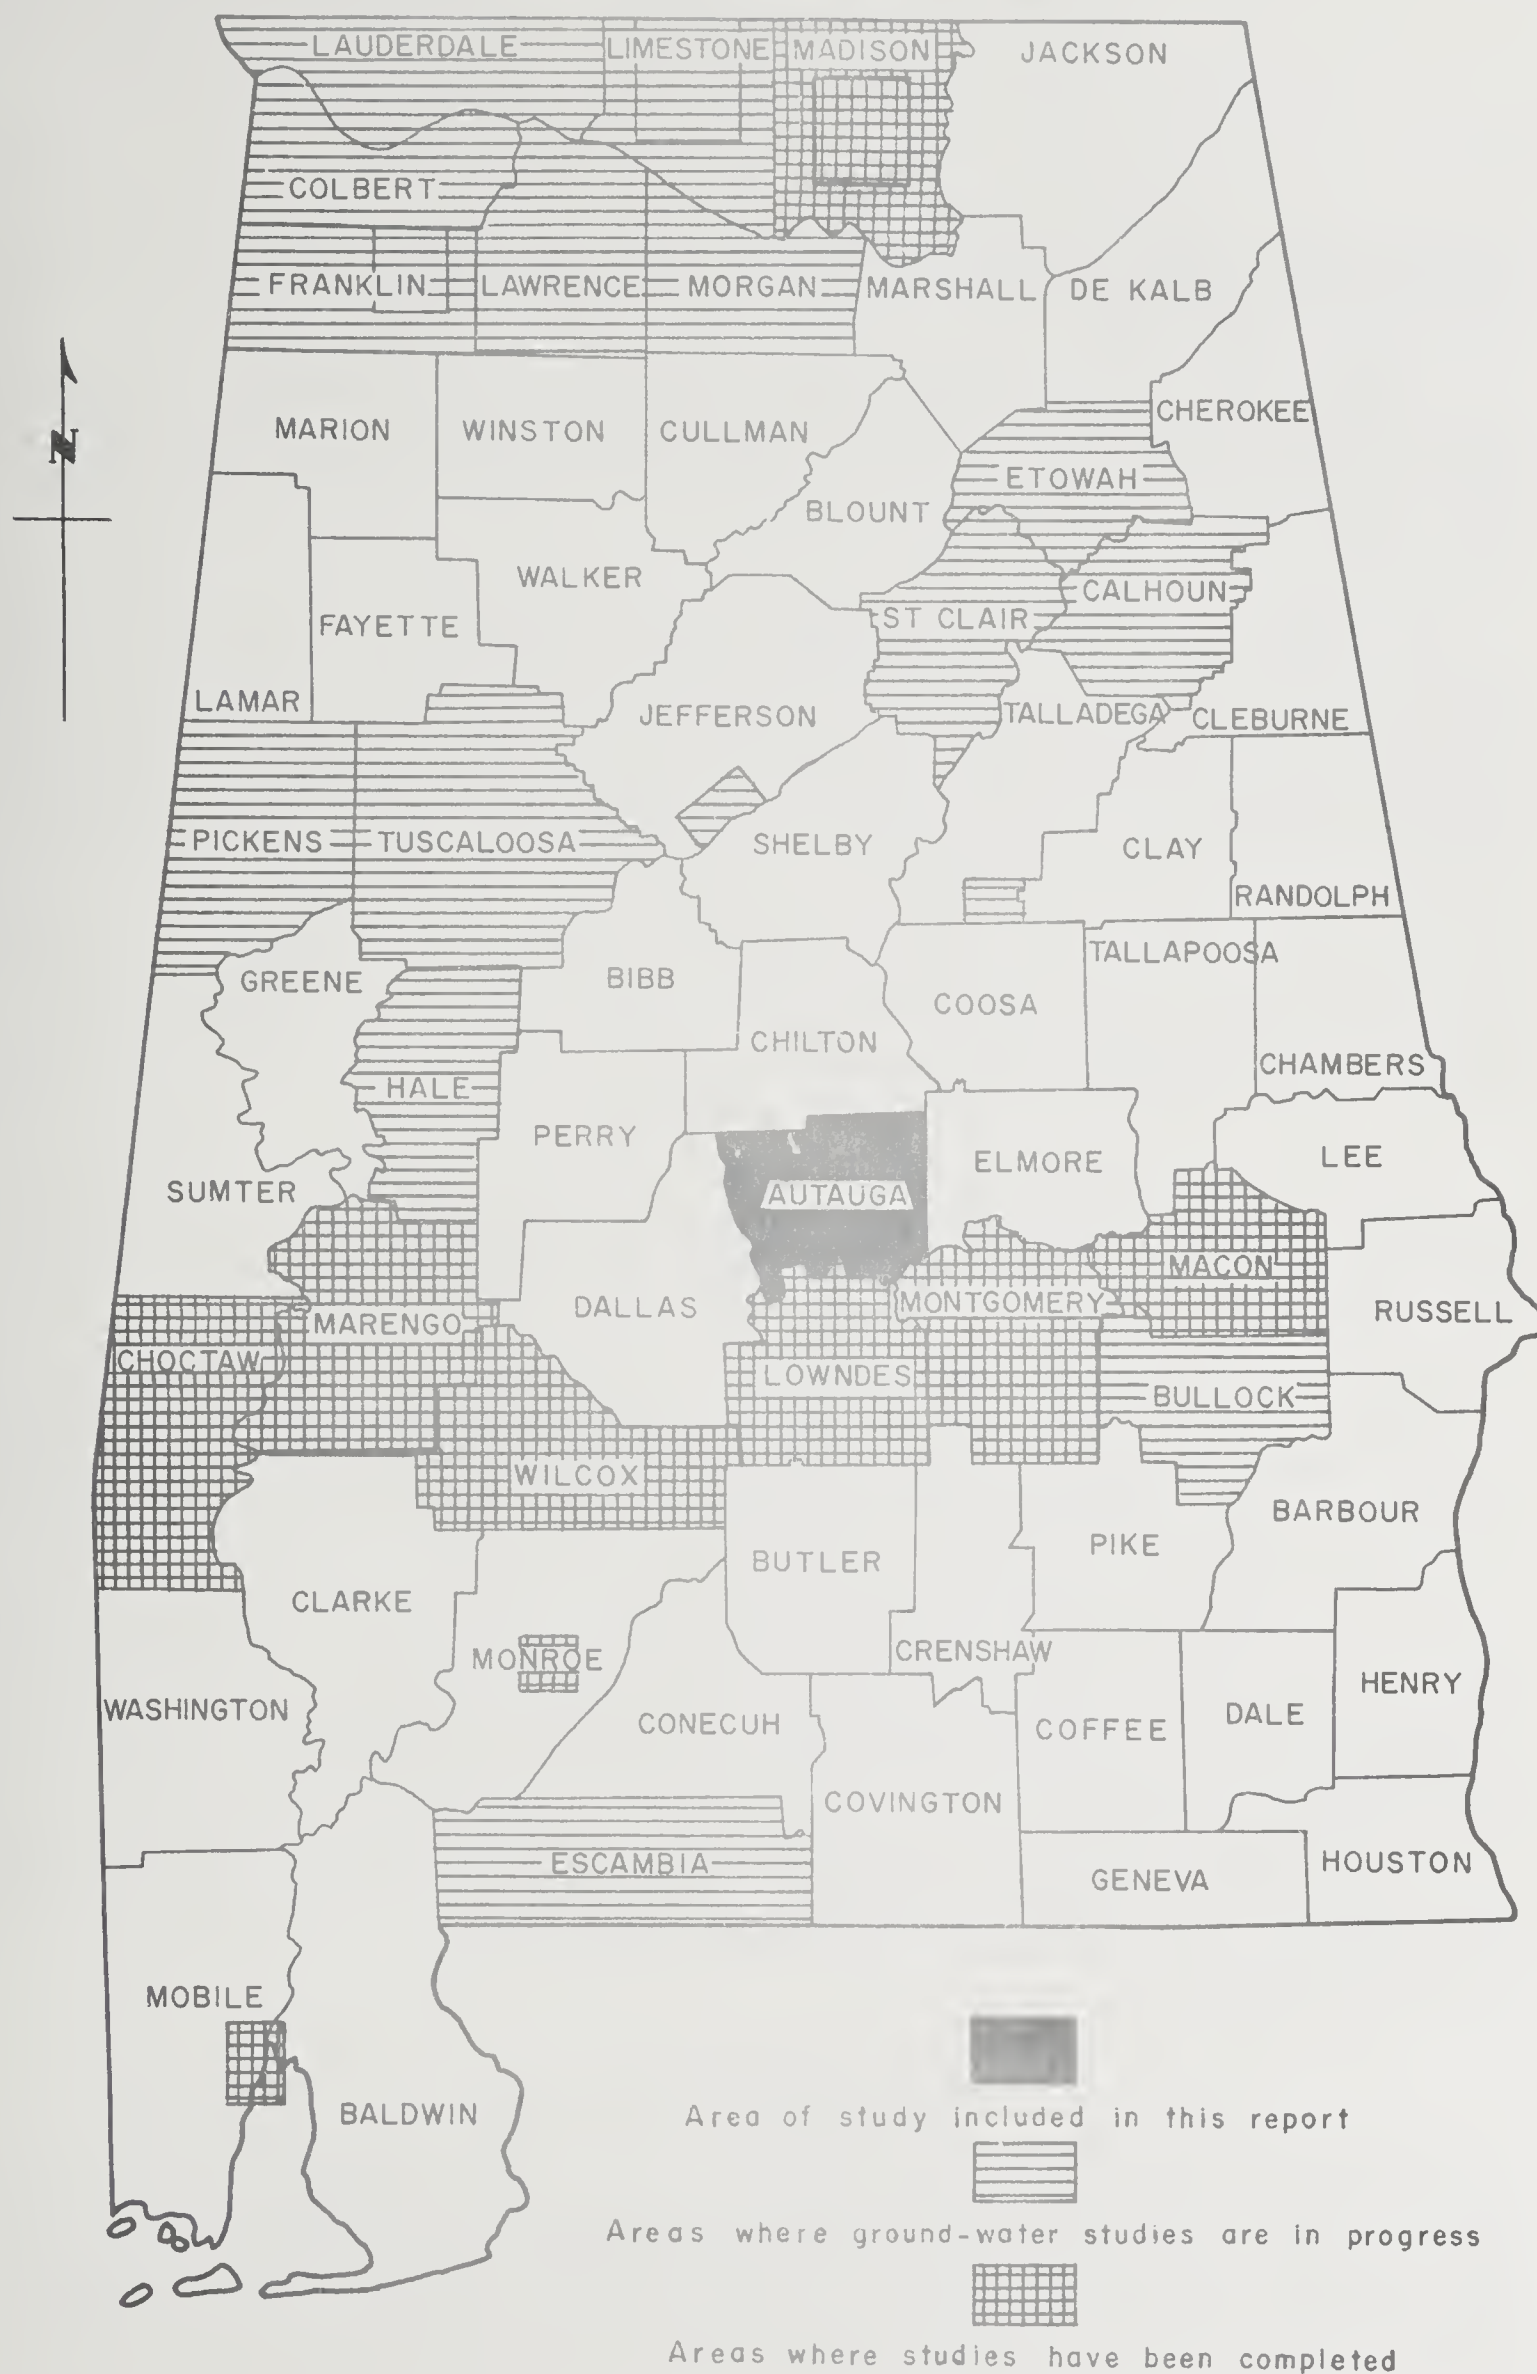 LAUDERDALE
LIMESTONE
MADISON
JACKSON
COLBERT
FRANKLIN
LAWRENCE
MORGAN
MARSHALL
DE KALB
N
MARION
WINSTON
CULLMAN
CHEROKEE
ETOWAH
BLOUNT
WALKER
CALHOUN
ST CLAIR
FAYETTE
LAMAR
JEFFERSON
TALLADEGA
CLEBURNE
PICKENS
TUSCALOOSA
SHELBY
CLAY
RANDOLPH
TALLAPOOSA
GREENE
BIBB
COOSA
CHILTON
CHAMBERS
HALE
PERRY
ELMORE
LEE
SUMTER
AUTAUGA
MACON
MONTGOMERY
DALLAS
RUSSELL
MARENGO
CHOCTAW
LOWNDES
BULLOCK
WILCOX
BARBOUR
PIKE
BUTLER
CLARKE
MONROE
CRENSHAW
HENRY
WASHINGTON
CONECUH
COFFEE
DALE
COVINGTON
ESCAMBIA
GENEVA
HOUSTON
MOBILE
BALDWIN
Area of study included in this report
Areas where ground-water studies are in progress
Areas where studies have been completed